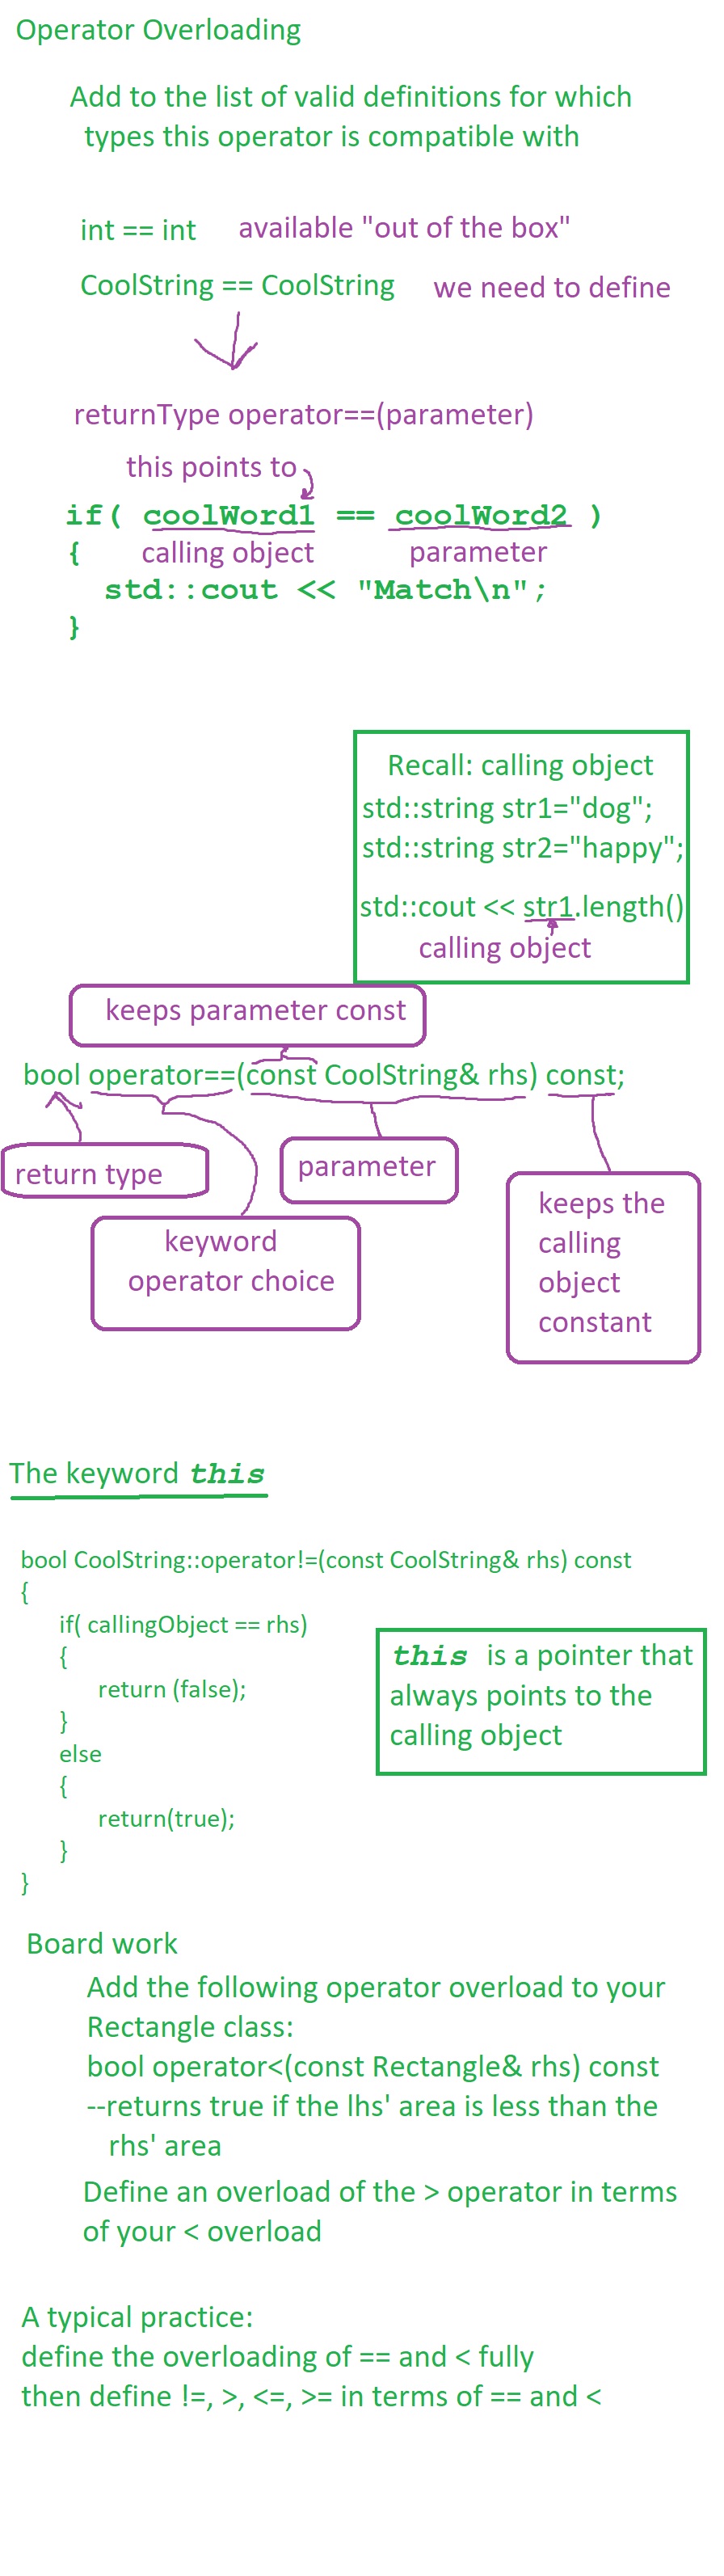 Operator Overloading
Add to the list of valid definitions for which
types this operator is compatible with
int == int available "out of the box"
CoolString == CoolString we need to define
returnType operator==(parameter)
this points to
if( coolWord1 == coolWord2 )
{ calling object parameter
std::cout << "Match\n";
}
Recall: calling object
std::string str1="dog";
std::string str2="happy";
std::cout << str1.length()
calling object
keeps parameter const
bool operator==(const CoolString& rhs) const;
return type
parameter
keyword
operator choice
keeps the
calling
object
constant
The keyword this
bool CoolString::operator!=(const CoolString& rhs) const
{
if( callingObject == rhs)
{
return (false);
}
else
{
return(true);
}
}
this is a pointer that
always points to the
calling object
Board work
Add the following operator overload to your
Rectangle class:
bool operator<(const Rectangle& rhs) const
--returns true if the lhs' area is less than the
rhs' area
Define an overload of the > operator in terms
of your < overload
A typical practice:
define the overloading of == and < fully
then define !=, >, <=, >= in terms of == and <